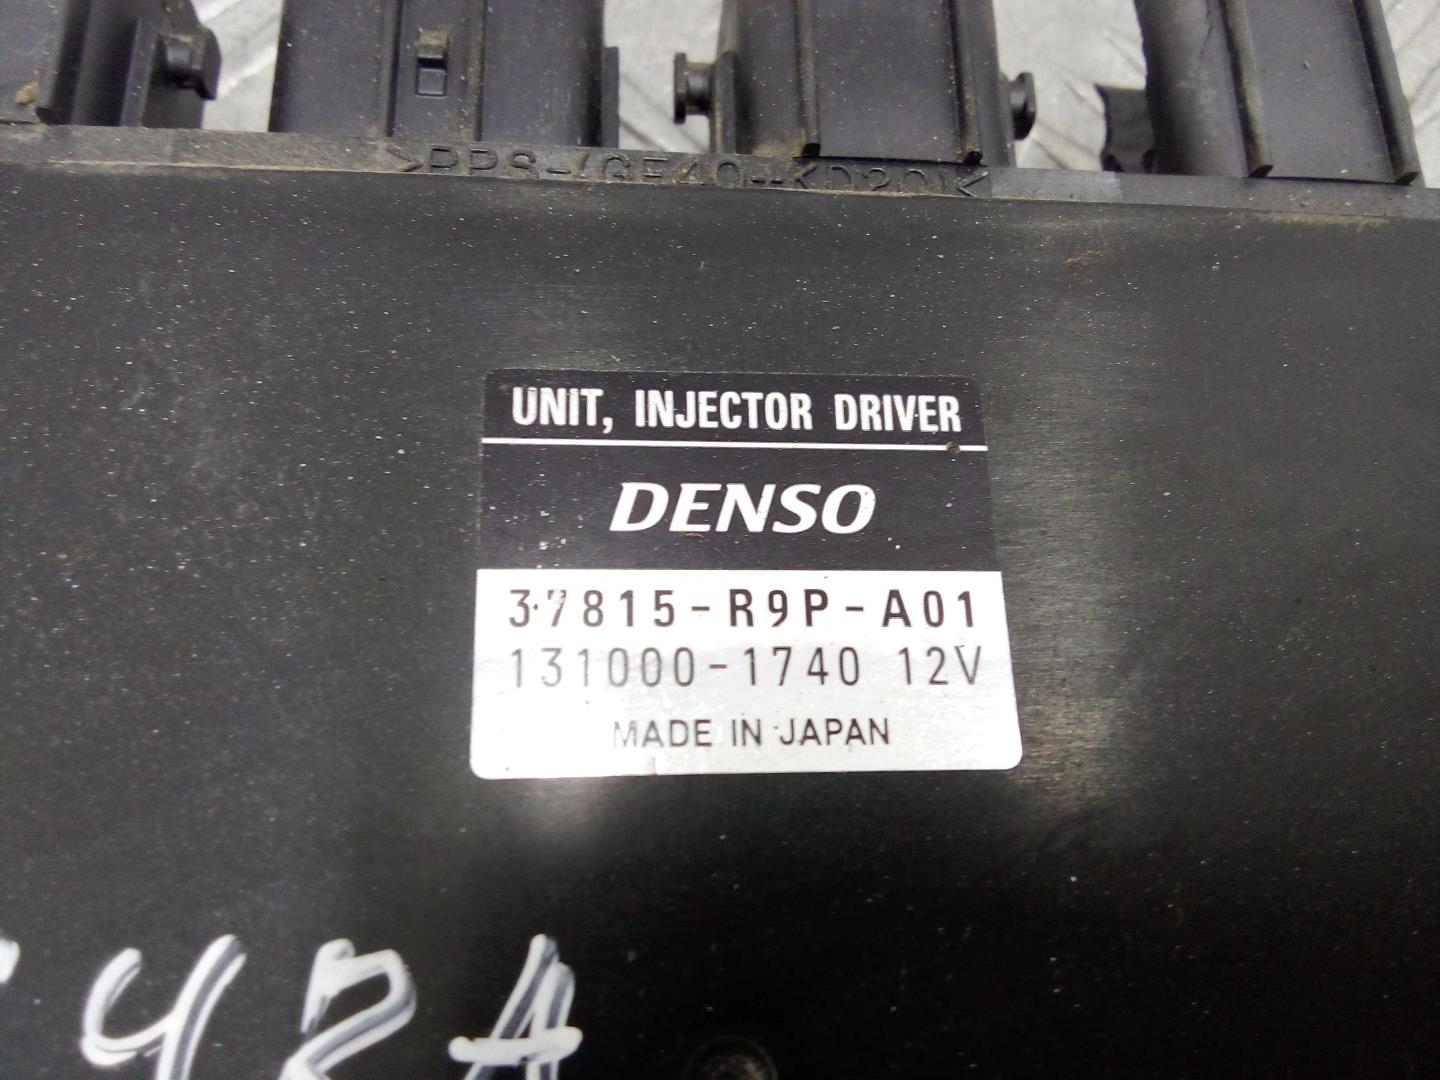 UNIT, INJECTOR DRIVER
DENSO
37815-R9P-A01
131000-1740 12V
MADE IN JAPAN